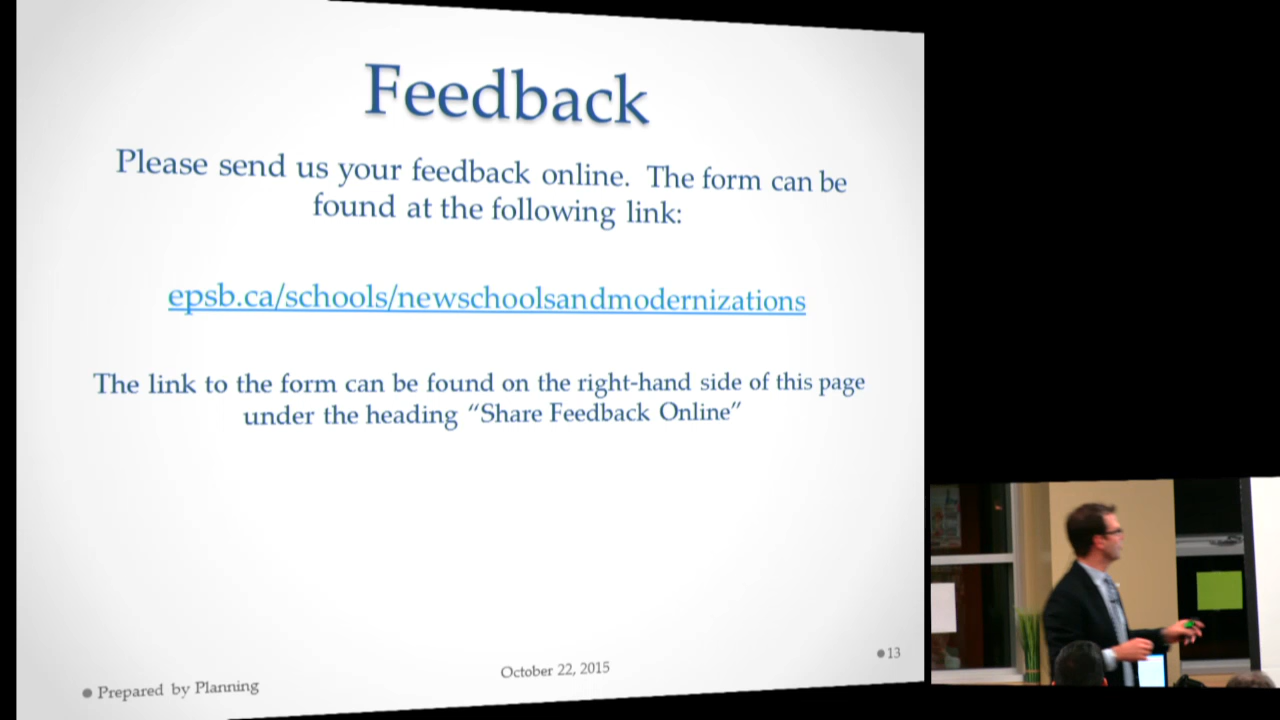 Feedback
Please send us your feedback online. The form can be
found at the following link:
epsb.ca/schools/newschoolsandmodernizations
The link to the form can be found on the right-hand side of this page
under the heading “Share Feedback Online”
● Prepared by Planning
October 22, 2015
●13